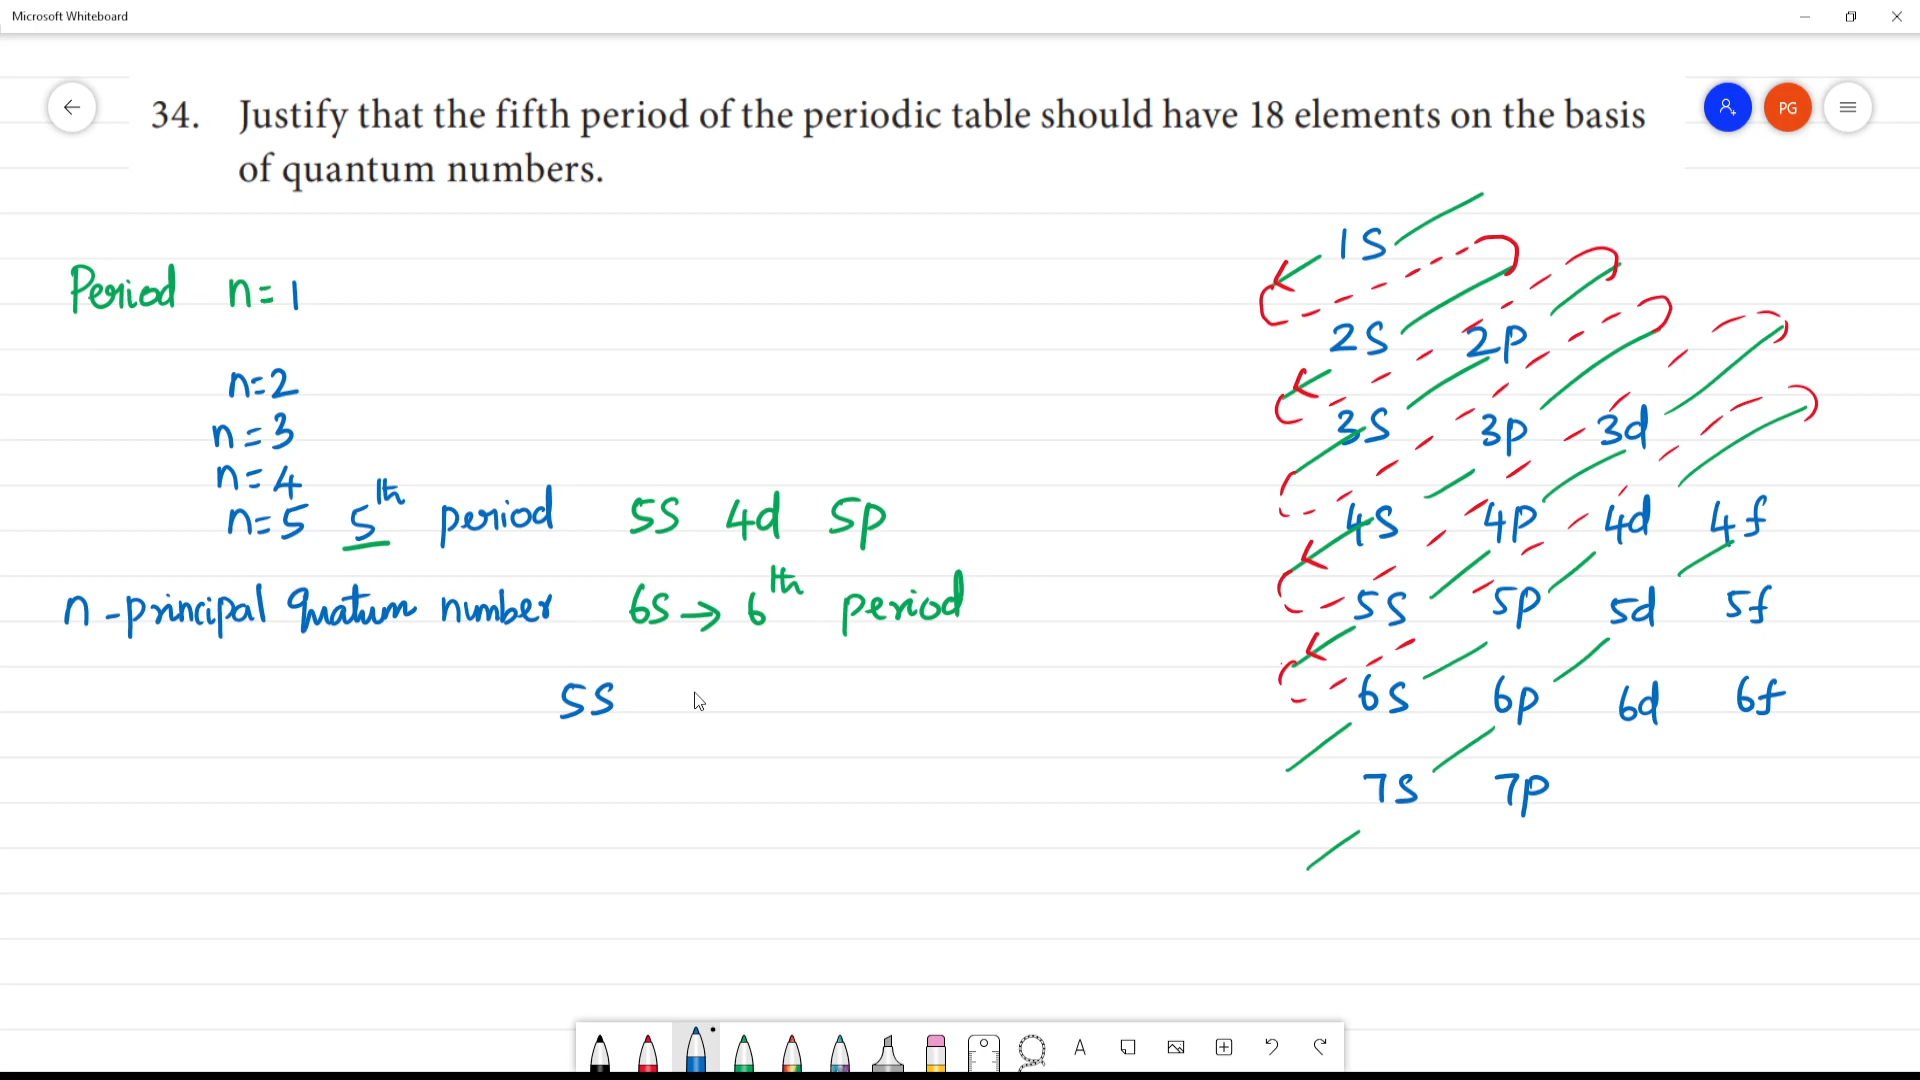 Microsoft Whiteboard
34. Justify that the fifth period of the periodic table should have 18 elements on the basis
of quantum numbers.
PG
Period n=1
n=2
n=3
n=4
n=5 5th period 5s 4d 5p
n-principal Quatum number 6s → 6th period
5s
1s
2s 2p
3s 3p 3d
4s 4p 4d 4f
5s 5p 5d 5f
6s 6p 6d 6f
7s 7p
A